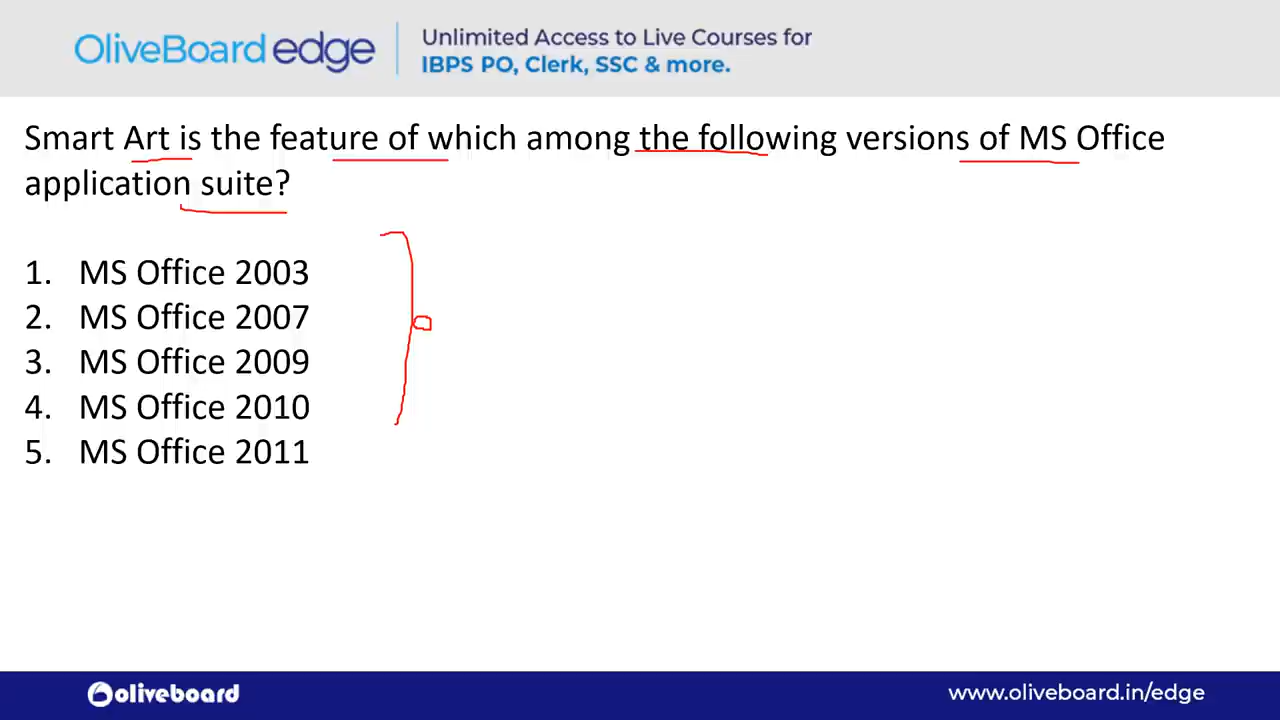 OliveBoard edge
Unlimited Access to Live Courses for
IBPS PO, Clerk, SSC & more.
Smart Art is the feature of which among the following versions of MS Office
application suite?
1. MS Office 2003
2. MS Office 2007
3. MS Office 2009
4. MS Office 2010
5. MS Office 2011
oliveboard
www.oliveboard.in/edge